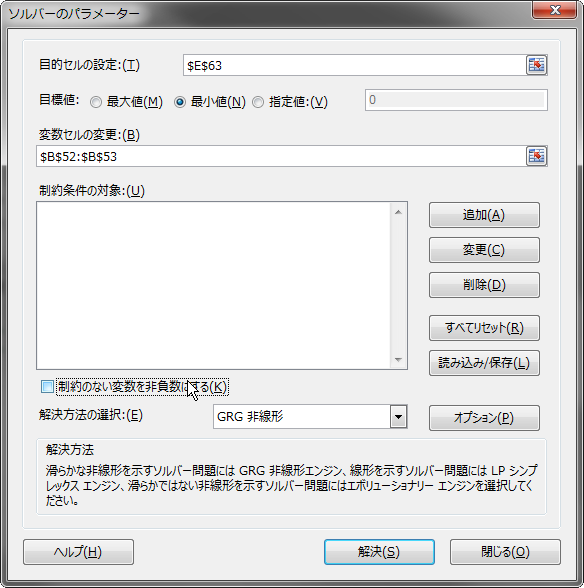 ソルバーのパラメーター
目的セルの設定:(T) $E$63
目標値: 最大値(M) 最小値(N) 指定値:(V) 0
変数セルの変更:(B)
$B$52:$B$53
制約条件の対象:(U)
追加(A)
変更(C)
削除(D)
すべてリセット(R)
読み込み/保存(L)
制約のない変数を非負数にする(K)
解決方法の選択:(E) GRG 非線形 オプション(P)
解決方法
滑らかな非線形を示すソルバー問題には GRG 非線形エンジン、線形を示すソルバー問題には LP シンプ
レックス エンジン、滑らかではない非線形を示すソルバー問題にはエボリューショナリー エンジンを選択してく
ださい。
ヘルプ(H) 解決(S) 閉じる(O)